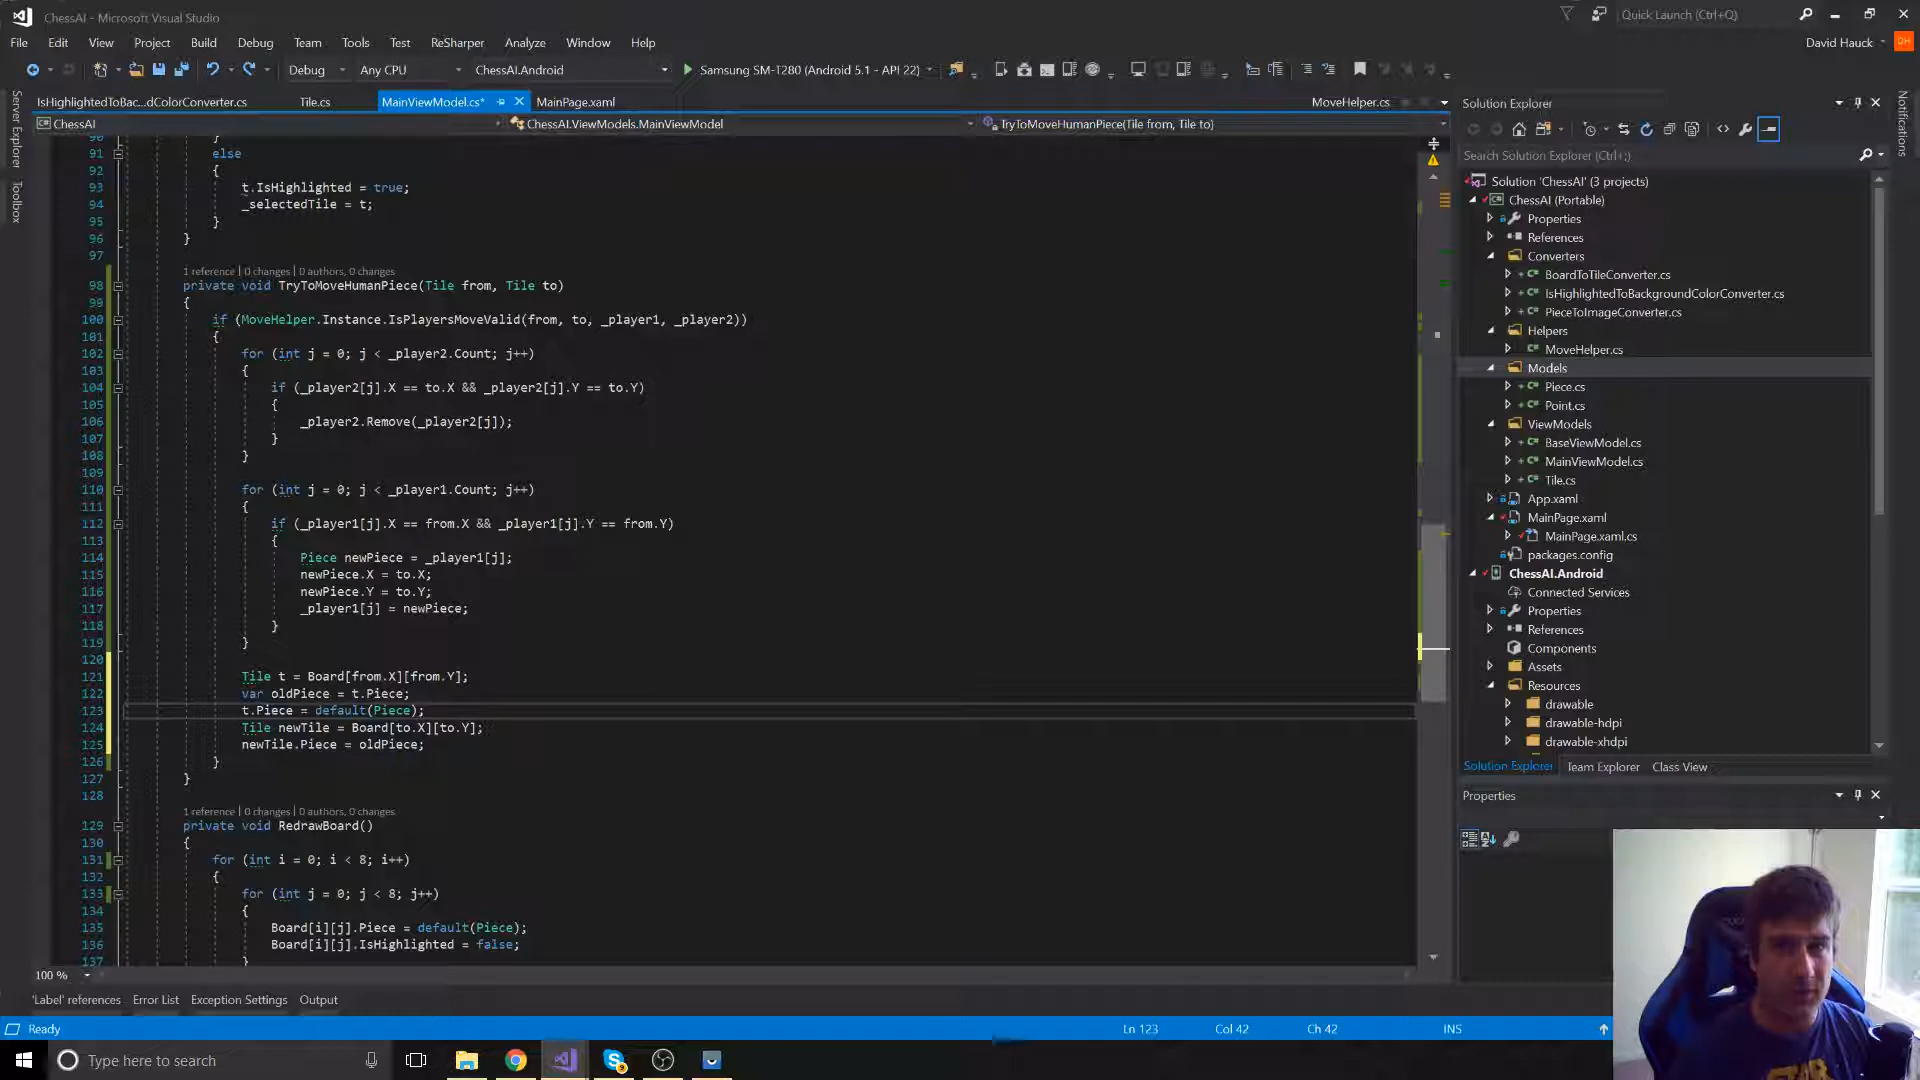 ChessAI - Microsoft Visual Studio
Quick Launch (Ctrl+Q)
File Edit View Project Build Debug Team Tools Test ReSharper Analyze Window Help
David Hauck
DH
Debug Any CPU ChessAI.Android Samsung SM-T280 (Android 5.1 - API 22)
Server Explorer
Toolbox
Notifications
IsHighlightedToBac...dColorConverter.cs Tile.cs MainViewModel.cs* MainPage.xaml MoveHelper.cs
ChessAI ChessAI.ViewModels.MainViewModel TryToMoveHumanPiece(Tile from, Tile to)
90 }
91 else
92 {
93 t.IsHighlighted = true;
94 _selectedTile = t;
95 }
96 }
97
1 reference | 0 changes | 0 authors, 0 changes
98 private void TryToMoveHumanPiece(Tile from, Tile to)
99 {
100 if (MoveHelper.Instance.IsPlayersMoveValid(from, to, _player1, _player2))
101 {
102 for (int j = 0; j < _player2.Count; j++)
103 {
104 if (_player2[j].X == to.X && _player2[j].Y == to.Y)
105 {
106 _player2.Remove(_player2[j]);
107 }
108 }
109
110 for (int j = 0; j < _player1.Count; j++)
111 {
112 if (_player1[j].X == from.X && _player1[j].Y == from.Y)
113 {
114 Piece newPiece = _player1[j];
115 newPiece.X = to.X;
116 newPiece.Y = to.Y;
117 _player1[j] = newPiece;
118 }
119 }
120
121 Tile t = Board[from.X][from.Y];
122 var oldPiece = t.Piece;
123 t.Piece = default(Piece);
124 Tile newTile = Board[to.X][to.Y];
125 newTile.Piece = oldPiece;
126 }
127 }
128
1 reference | 0 changes | 0 authors, 0 changes
129 private void RedrawBoard()
130 {
131 for (int i = 0; i < 8; i++)
132 {
133 for (int j = 0; j < 8; j++)
134 {
135 Board[i][j].Piece = default(Piece);
136 Board[i][j].IsHighlighted = false;
137 }
100 %
Solution Explorer
Search Solution Explorer (Ctrl+;)
Solution 'ChessAI' (3 projects)
ChessAI (Portable)
Properties
References
Converters
BoardToTileConverter.cs
IsHighlightedToBackgroundColorConverter.cs
PieceToImageConverter.cs
Helpers
MoveHelper.cs
Models
Piece.cs
Point.cs
ViewModels
BaseViewModel.cs
MainViewModel.cs
Tile.cs
App.xaml
MainPage.xaml
MainPage.xaml.cs
packages.config
ChessAI.Android
Connected Services
Properties
References
Components
Assets
Resources
drawable
drawable-hdpi
drawable-xhdpi
Solution Explorer Team Explorer Class View
Properties
'Label' references Error List Exception Settings Output
Ready Ln 123 Col 42 Ch 42 INS
Type here to search